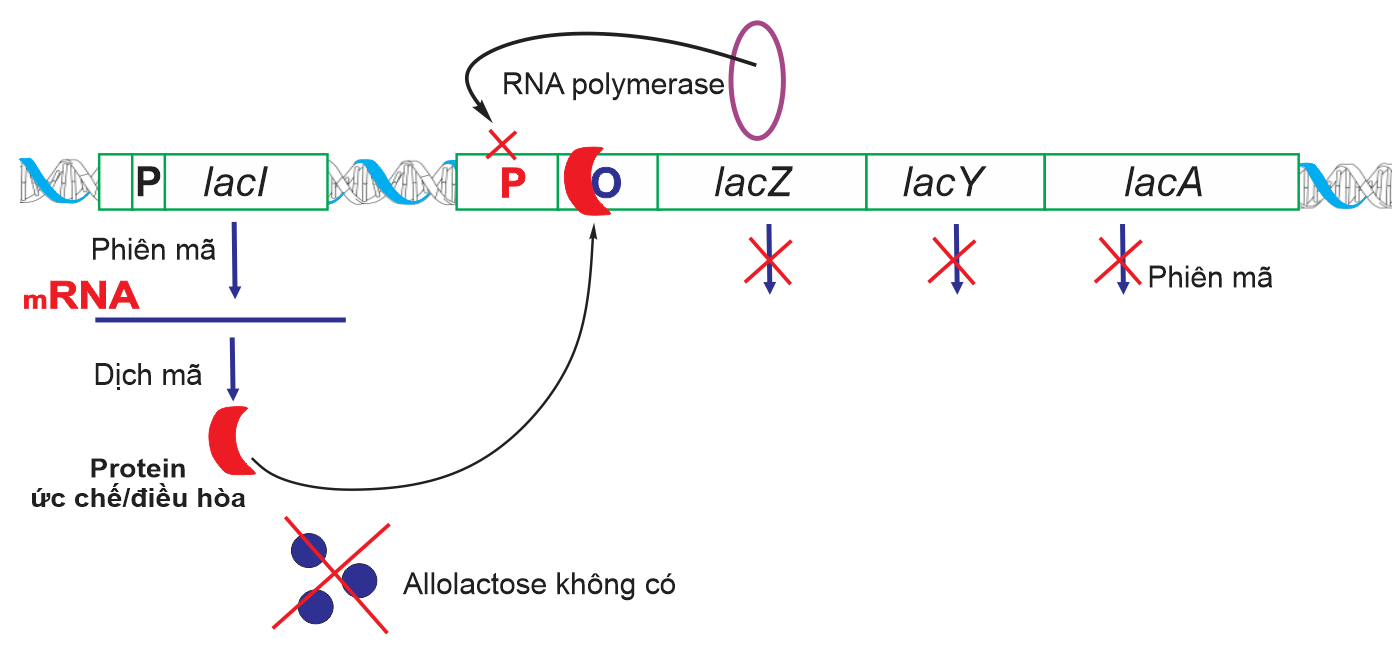 RNA polymerase
P lacI P O lacZ lacY lacA
Phiên mã
Phiên mã
mRNA
Dịch mã
Protein
ức chế/điều hòa
Allolactose không có